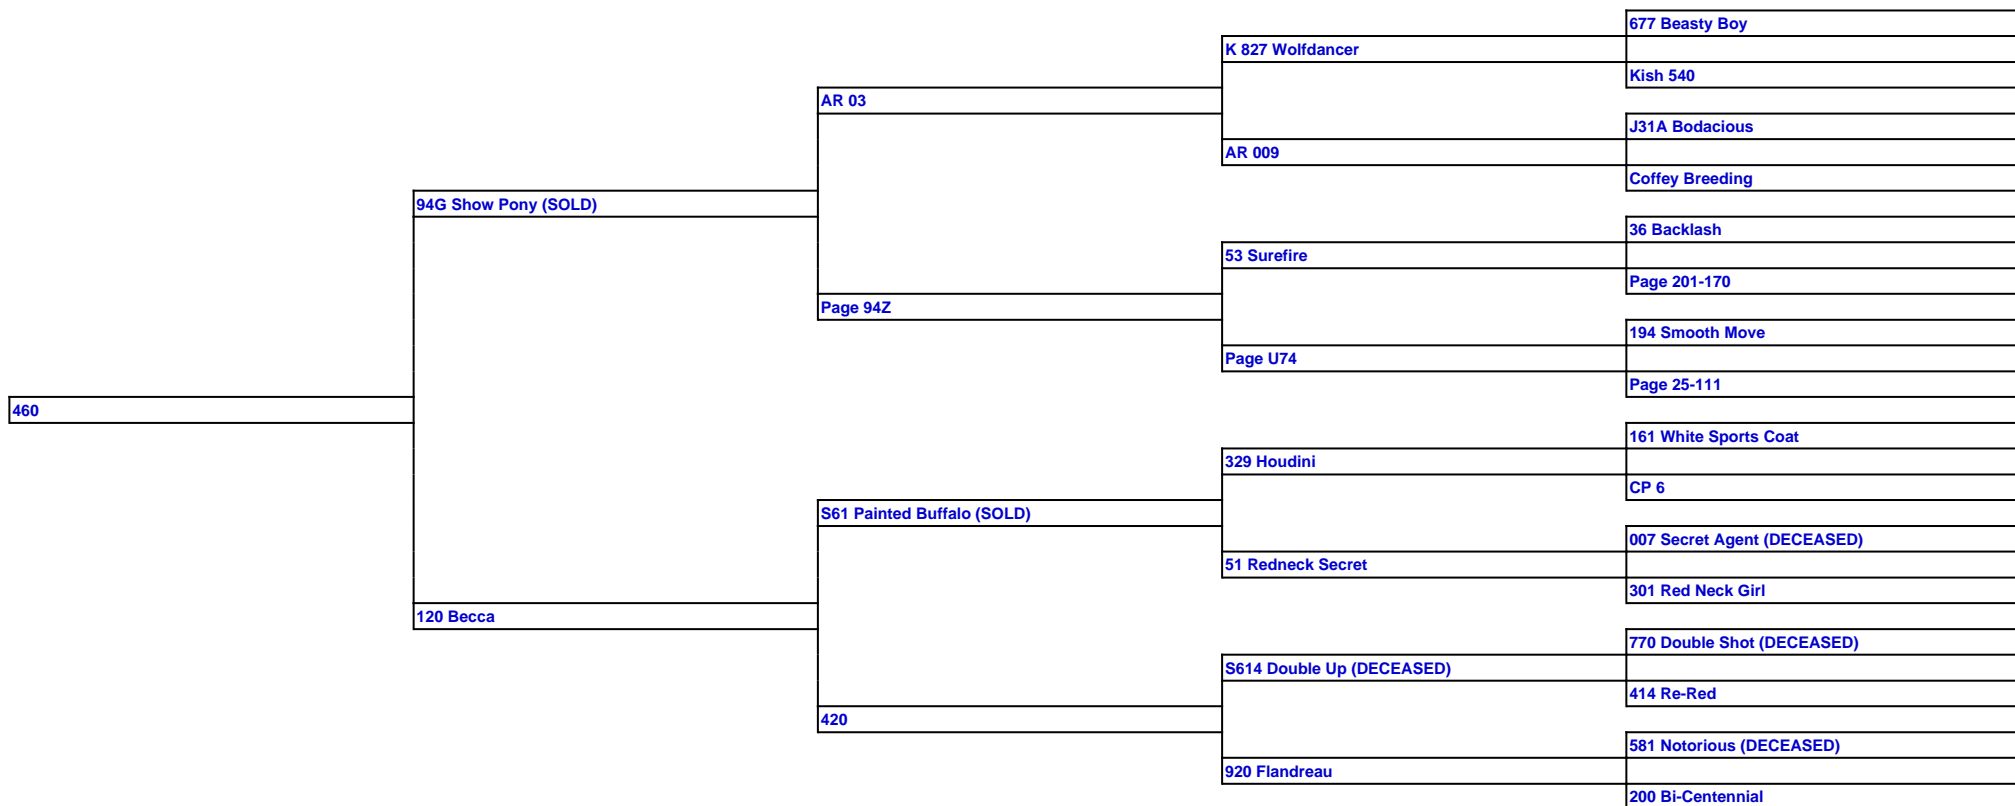 677 Beasty Boy
K 827 Wolfdancer
Kish 540
AR 03
J31A Bodacious
AR 009
Coffey Breeding
94G Show Pony (SOLD)
36 Backlash
53 Surefire
Page 201-170
Page 94Z
194 Smooth Move
Page U74
Page 25-111
460
161 White Sports Coat
329 Houdini
CP 6
S61 Painted Buffalo (SOLD)
007 Secret Agent (DECEASED)
51 Redneck Secret
301 Red Neck Girl
120 Becca
770 Double Shot (DECEASED)
S614 Double Up (DECEASED)
414 Re-Red
420
581 Notorious (DECEASED)
920 Flandreau
200 Bi-Centennial